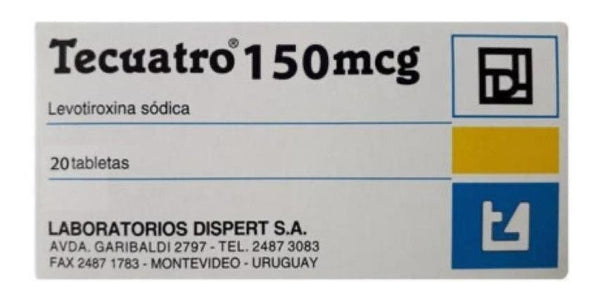 Tecuatro® 150mcg
Levotiroxina sódica
20 tabletas
LABORATORIOS DISPERT S.A.
AVDA. GARIBALDI 2797 - TEL. 2487 3083
FAX 2487 1783 - MONTEVIDEO - URUGUAY
t4